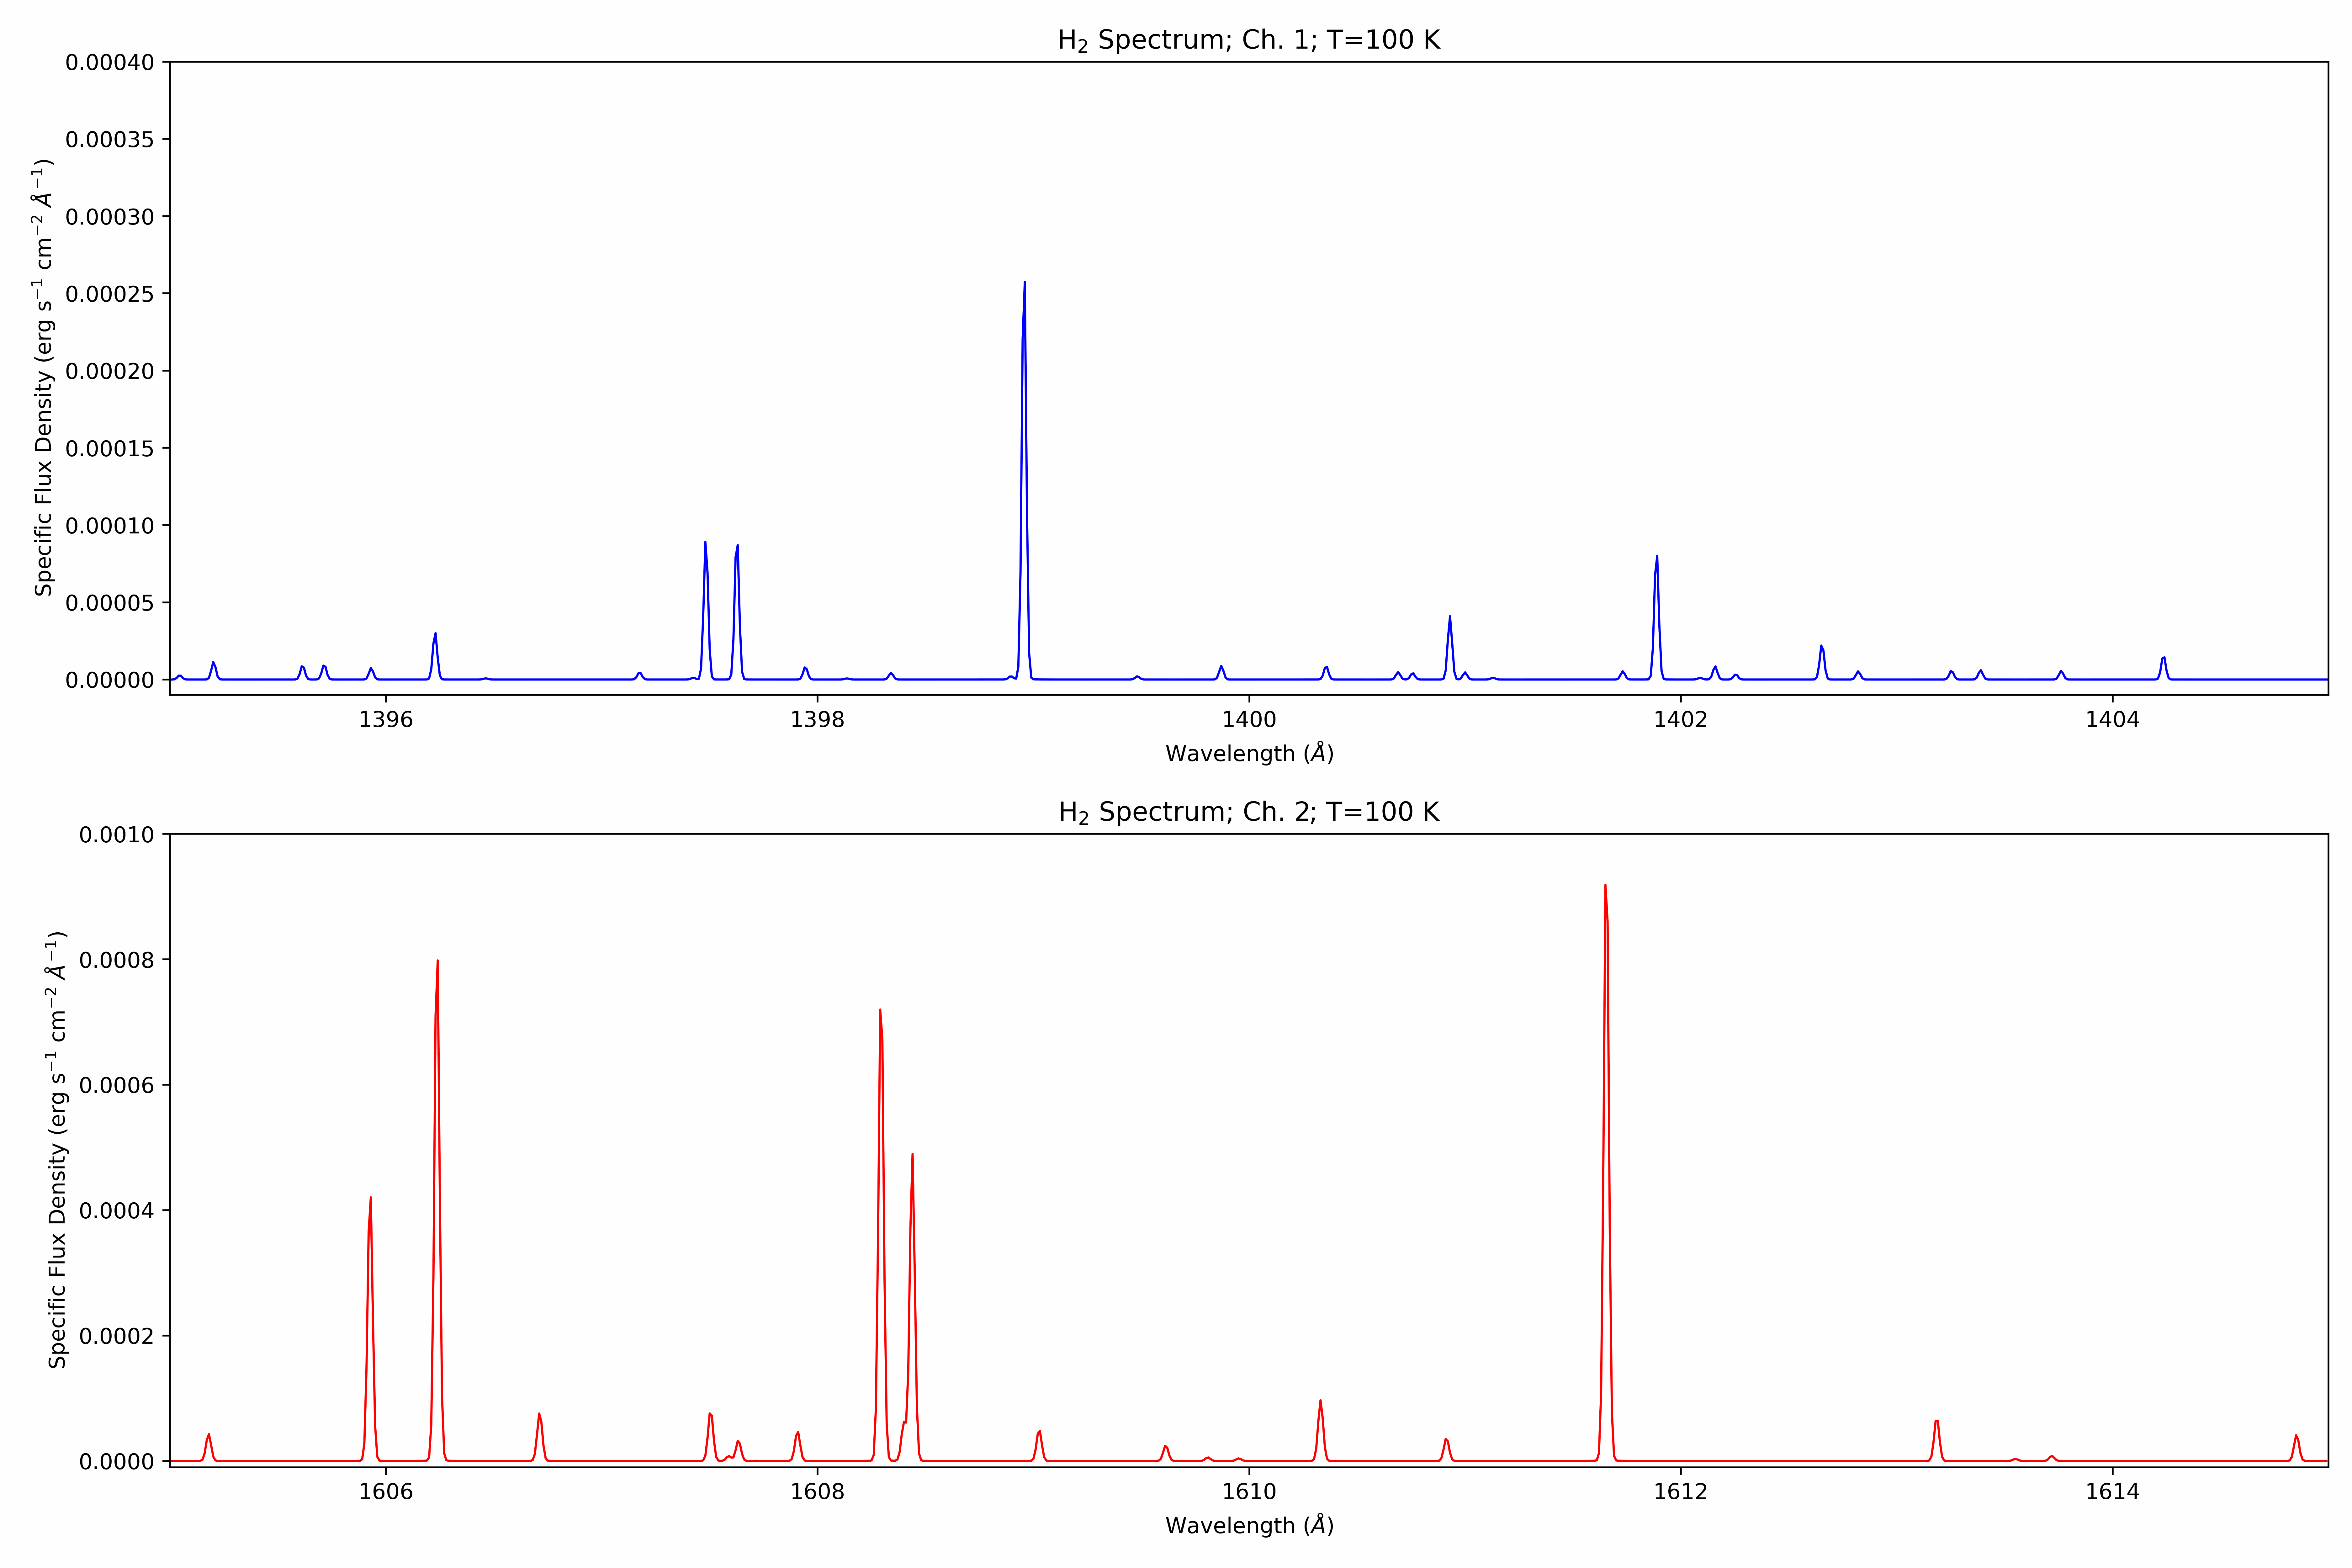 H₂ Spectrum; Ch. 1; T=100 K
Specific Flux Density (erg s⁻¹ cm⁻² Å⁻¹)
0.00040
0.00035
0.00030
0.00025
0.00020
0.00015
0.00010
0.00005
0.00000
1396 1398 1400 1402 1404
Wavelength (Å)
H₂ Spectrum; Ch. 2; T=100 K
Specific Flux Density (erg s⁻¹ cm⁻² Å⁻¹)
0.0010
0.0008
0.0006
0.0004
0.0002
0.0000
1606 1608 1610 1612 1614
Wavelength (Å)